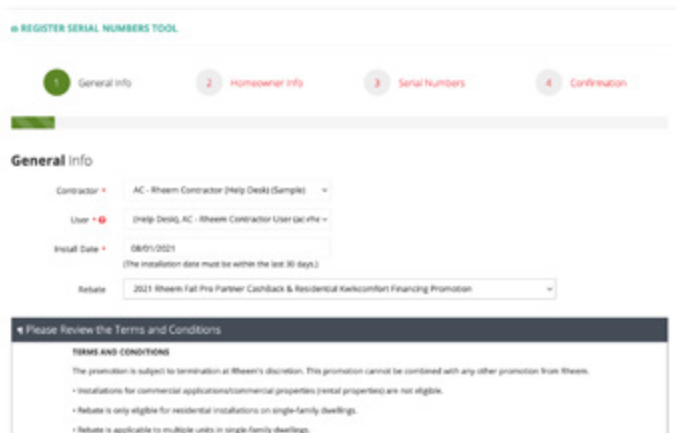 REGISTER SERIAL NUMBERS TOOL
1 General Info 2 Homeowner Info 3 Serial Numbers 4 Confirmation
General Info
Contractor * AC - Rheem Contractor (Help Desk) (Sample)
User * (Help Desk), AC - Rheem Contractor User (ac-rhe
Install Date * 08/01/2021
(The installation date must be within the last 30 days.)
Rebate 2021 Rheem Fall Pro Partner CashBack & Residential Kwikcomfort Financing Promotion
Please Review the Terms and Conditions
TERMS AND CONDITIONS
The promotion is subject to termination at Rheem's discretion. This promotion cannot be combined with any other promotion from Rheem.
• Installations for commercial applications/commercial properties (rental properties) are not eligible.
• Rebate is only eligible for residential installations on single-family dwellings.
• Rebate is applicable to multiple units in single family dwellings.